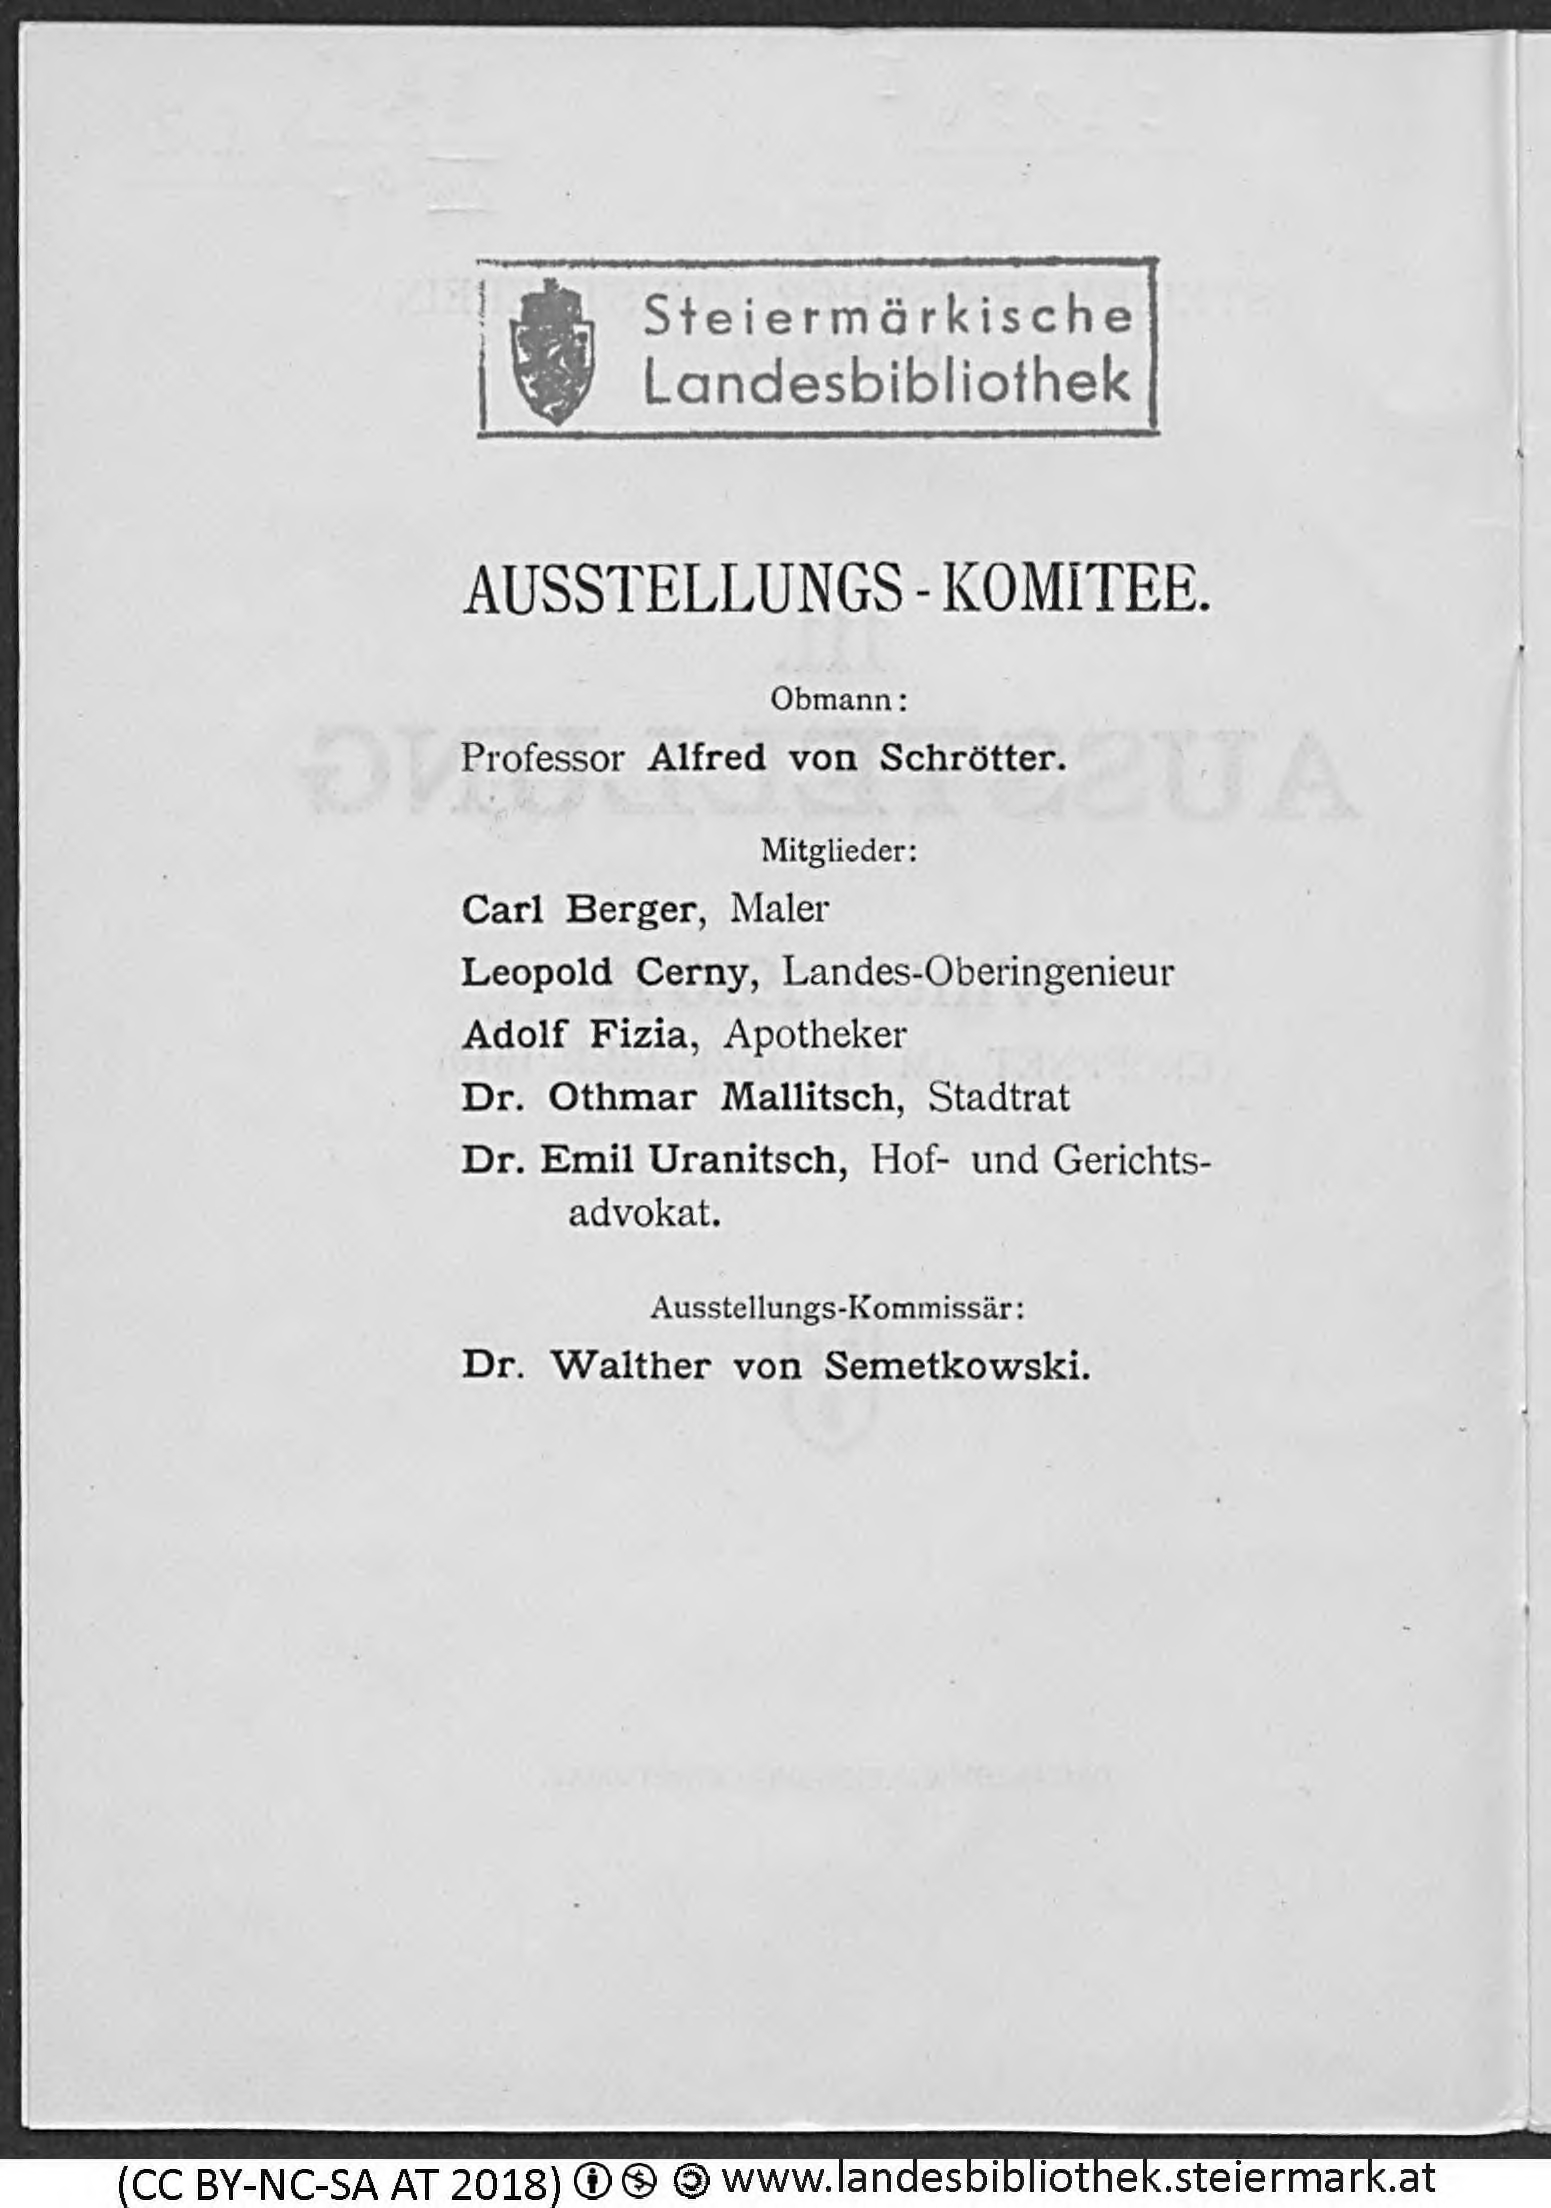 Steiermärkische
Landesbibliothek
AUSSTELLUNGS-KOMITEE.
Obmann:
Professor Alfred von Schrötter.
Mitglieder:
Carl Berger, Maler
Leopold Cerny, Landes-Oberingenieur
Adolf Fizia, Apotheker
Dr. Othmar Mallitsch, Stadtrat
Dr. Emil Uranitsch, Hof- und Gerichts-
advokat.
Ausstellungs-Kommissär:
Dr. Walther von Semetkowski.
(CC BY-NC-SA AT 2018) www.landesbibliothek.steiermark.at